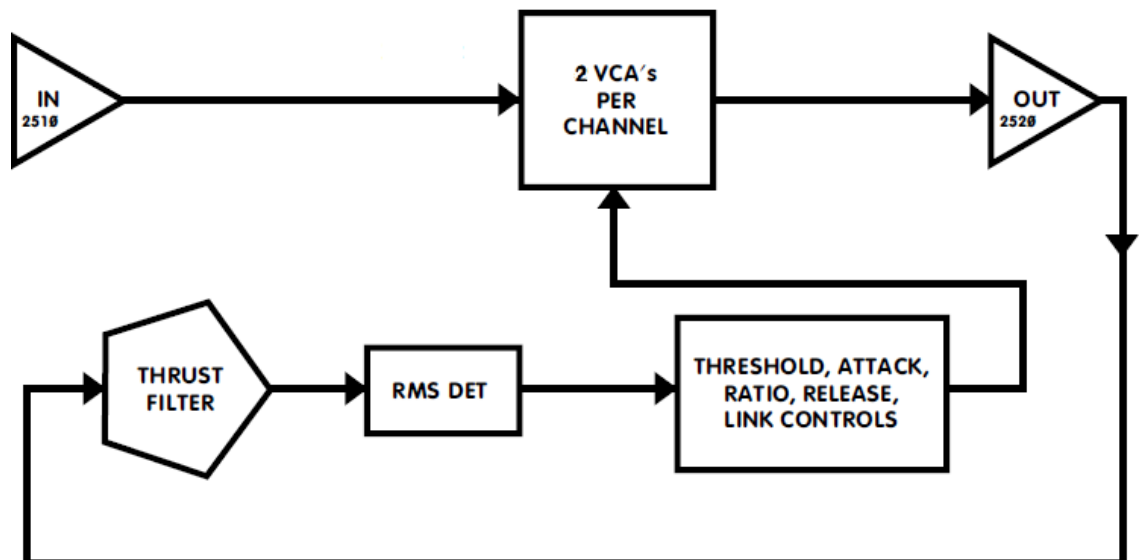 IN
2510
2 VCA's
PER
CHANNEL
OUT
2520
THRUST
FILTER
RMS DET
THRESHOLD, ATTACK,
RATIO, RELEASE,
LINK CONTROLS